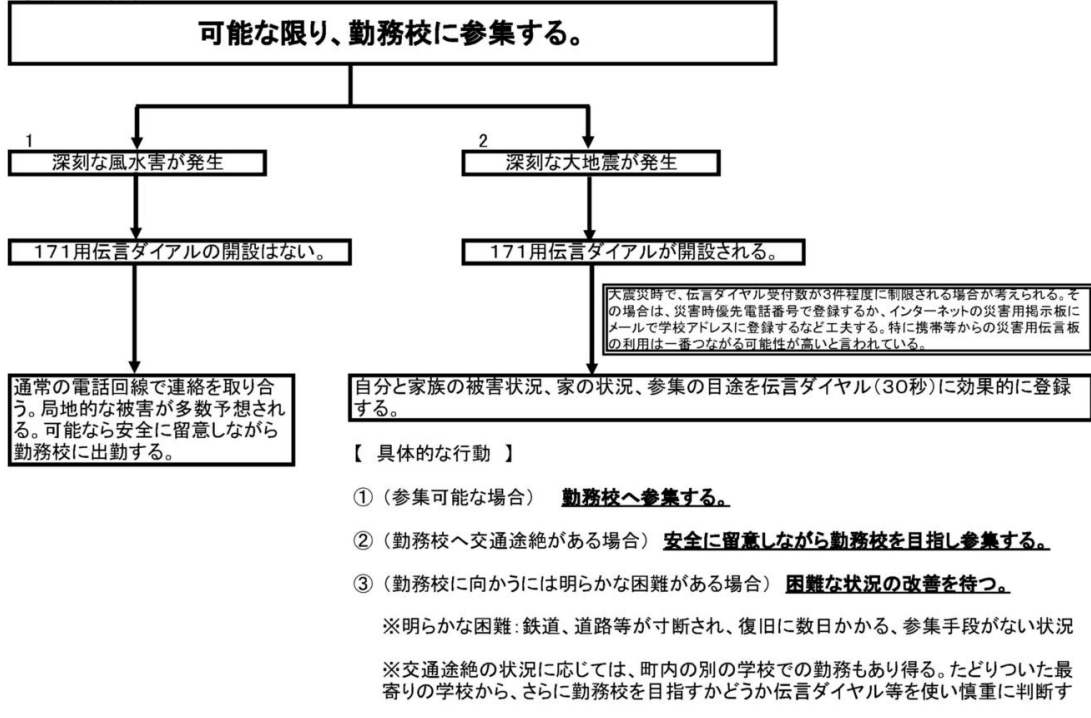 可能な限り、勤務校に参集する。
1
深刻な風水害が発生
2
深刻な大地震が発生
171用伝言ダイアルの開設はない。
171用伝言ダイアルが開設される。
大震災時で、伝言ダイヤル受付数が3件程度に制限される場合が考えられる。そ
の場合は、災害時優先電話番号で登録するか、インターネットの災害用掲示板に
メールで学校アドレスに登録するなど工夫する。特に携帯等からの災害用伝言板
の利用は一番つながる可能性が高いと言われている。
通常の電話回線で連絡を取り合
う。局地的な被害が多数予想され
る。可能なら安全に留意しながら
勤務校に出勤する。
自分と家族の被害状況、家の状況、参集の目途を伝言ダイヤル(30秒)に効果的に登録
する。
【 具体的な行動 】
①(参集可能な場合) 勤務校へ参集する。
②(勤務校へ交通途絶がある場合) 安全に留意しながら勤務校を目指し参集する。
③(勤務校に向かうには明らかな困難がある場合) 困難な状況の改善を待つ。
※明らかな困難:鉄道、道路等が寸断され、復旧に数日かかる、参集手段がない状況
※交通途絶の状況に応じては、町内の別の学校での勤務もあり得る。たどりついた最
寄りの学校から、さらに勤務校を目指すかどうか伝言ダイヤル等を使い慎重に判断す